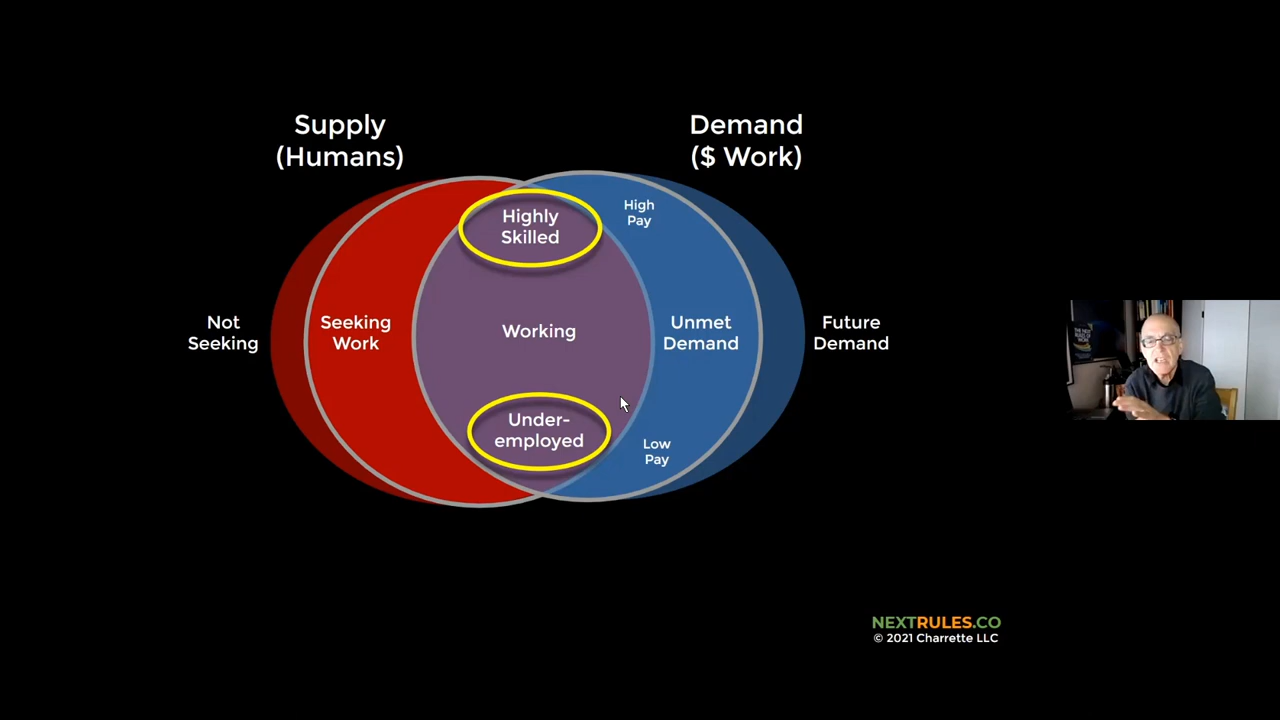 Supply
(Humans)
Demand
($ Work)
High
Pay
Highly
Skilled
Not
Seeking
Seeking
Work
Working
Unmet
Demand
Future
Demand
Under-
employed
Low
Pay
NEXTRULES.CO
© 2021 Charrette LLC